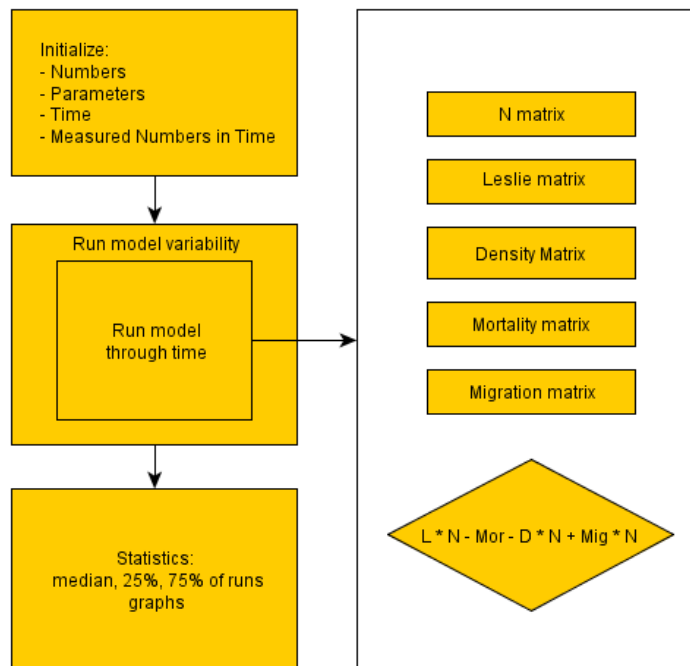 Initialize:
- Numbers
- Parameters
- Time
- Measured Numbers in Time
Run model variability
Run model
through time
Statistics:
median, 25%, 75% of runs
graphs
N matrix
Leslie matrix
Density Matrix
Mortality matrix
Migration matrix
L * N - Mor - D * N + Mig * N